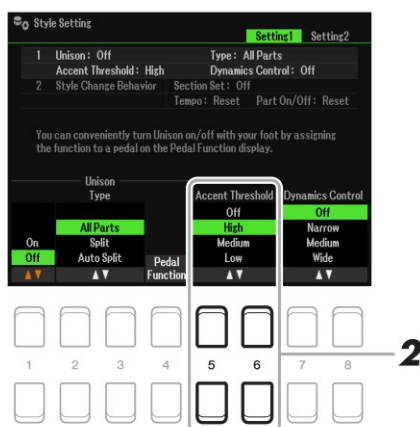 Style Setting
Setting1 Setting2
1 Unison: Off Type: All Parts
Accent Threshold: High Dynamics Control: Off
2 Style Change Behavior Section Set: Off
Tempo: Reset Part On/Off: Reset
You can conveniently turn Unison on/off with your foot by assigning
the function to a pedal on the Pedal Function display.
Unison
Type Accent Threshold Dynamics Control
Off Off
All Parts High Narrow
On Split Medium Medium
Off Auto Split Low Wide
Pedal
Function
2
1 2 3 4 5 6 7 8